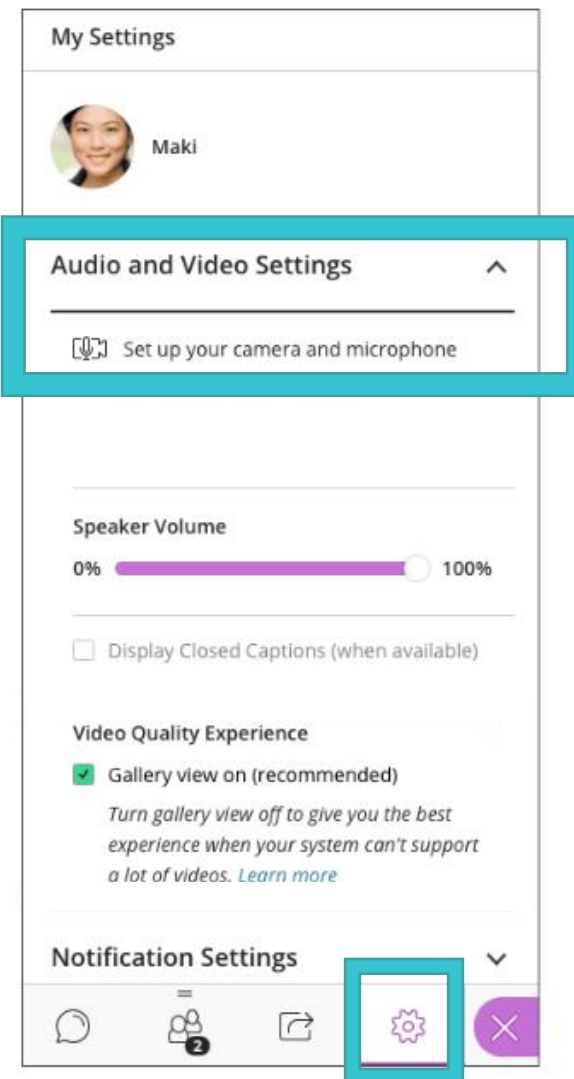 My Settings
Maki
Audio and Video Settings
Set up your camera and microphone
Speaker Volume
0% 100%
Display Closed Captions (when available)
Video Quality Experience
Gallery view on (recommended)
Turn gallery view off to give you the best
experience when your system can't support
a lot of videos. Learn more
Notification Settings
2